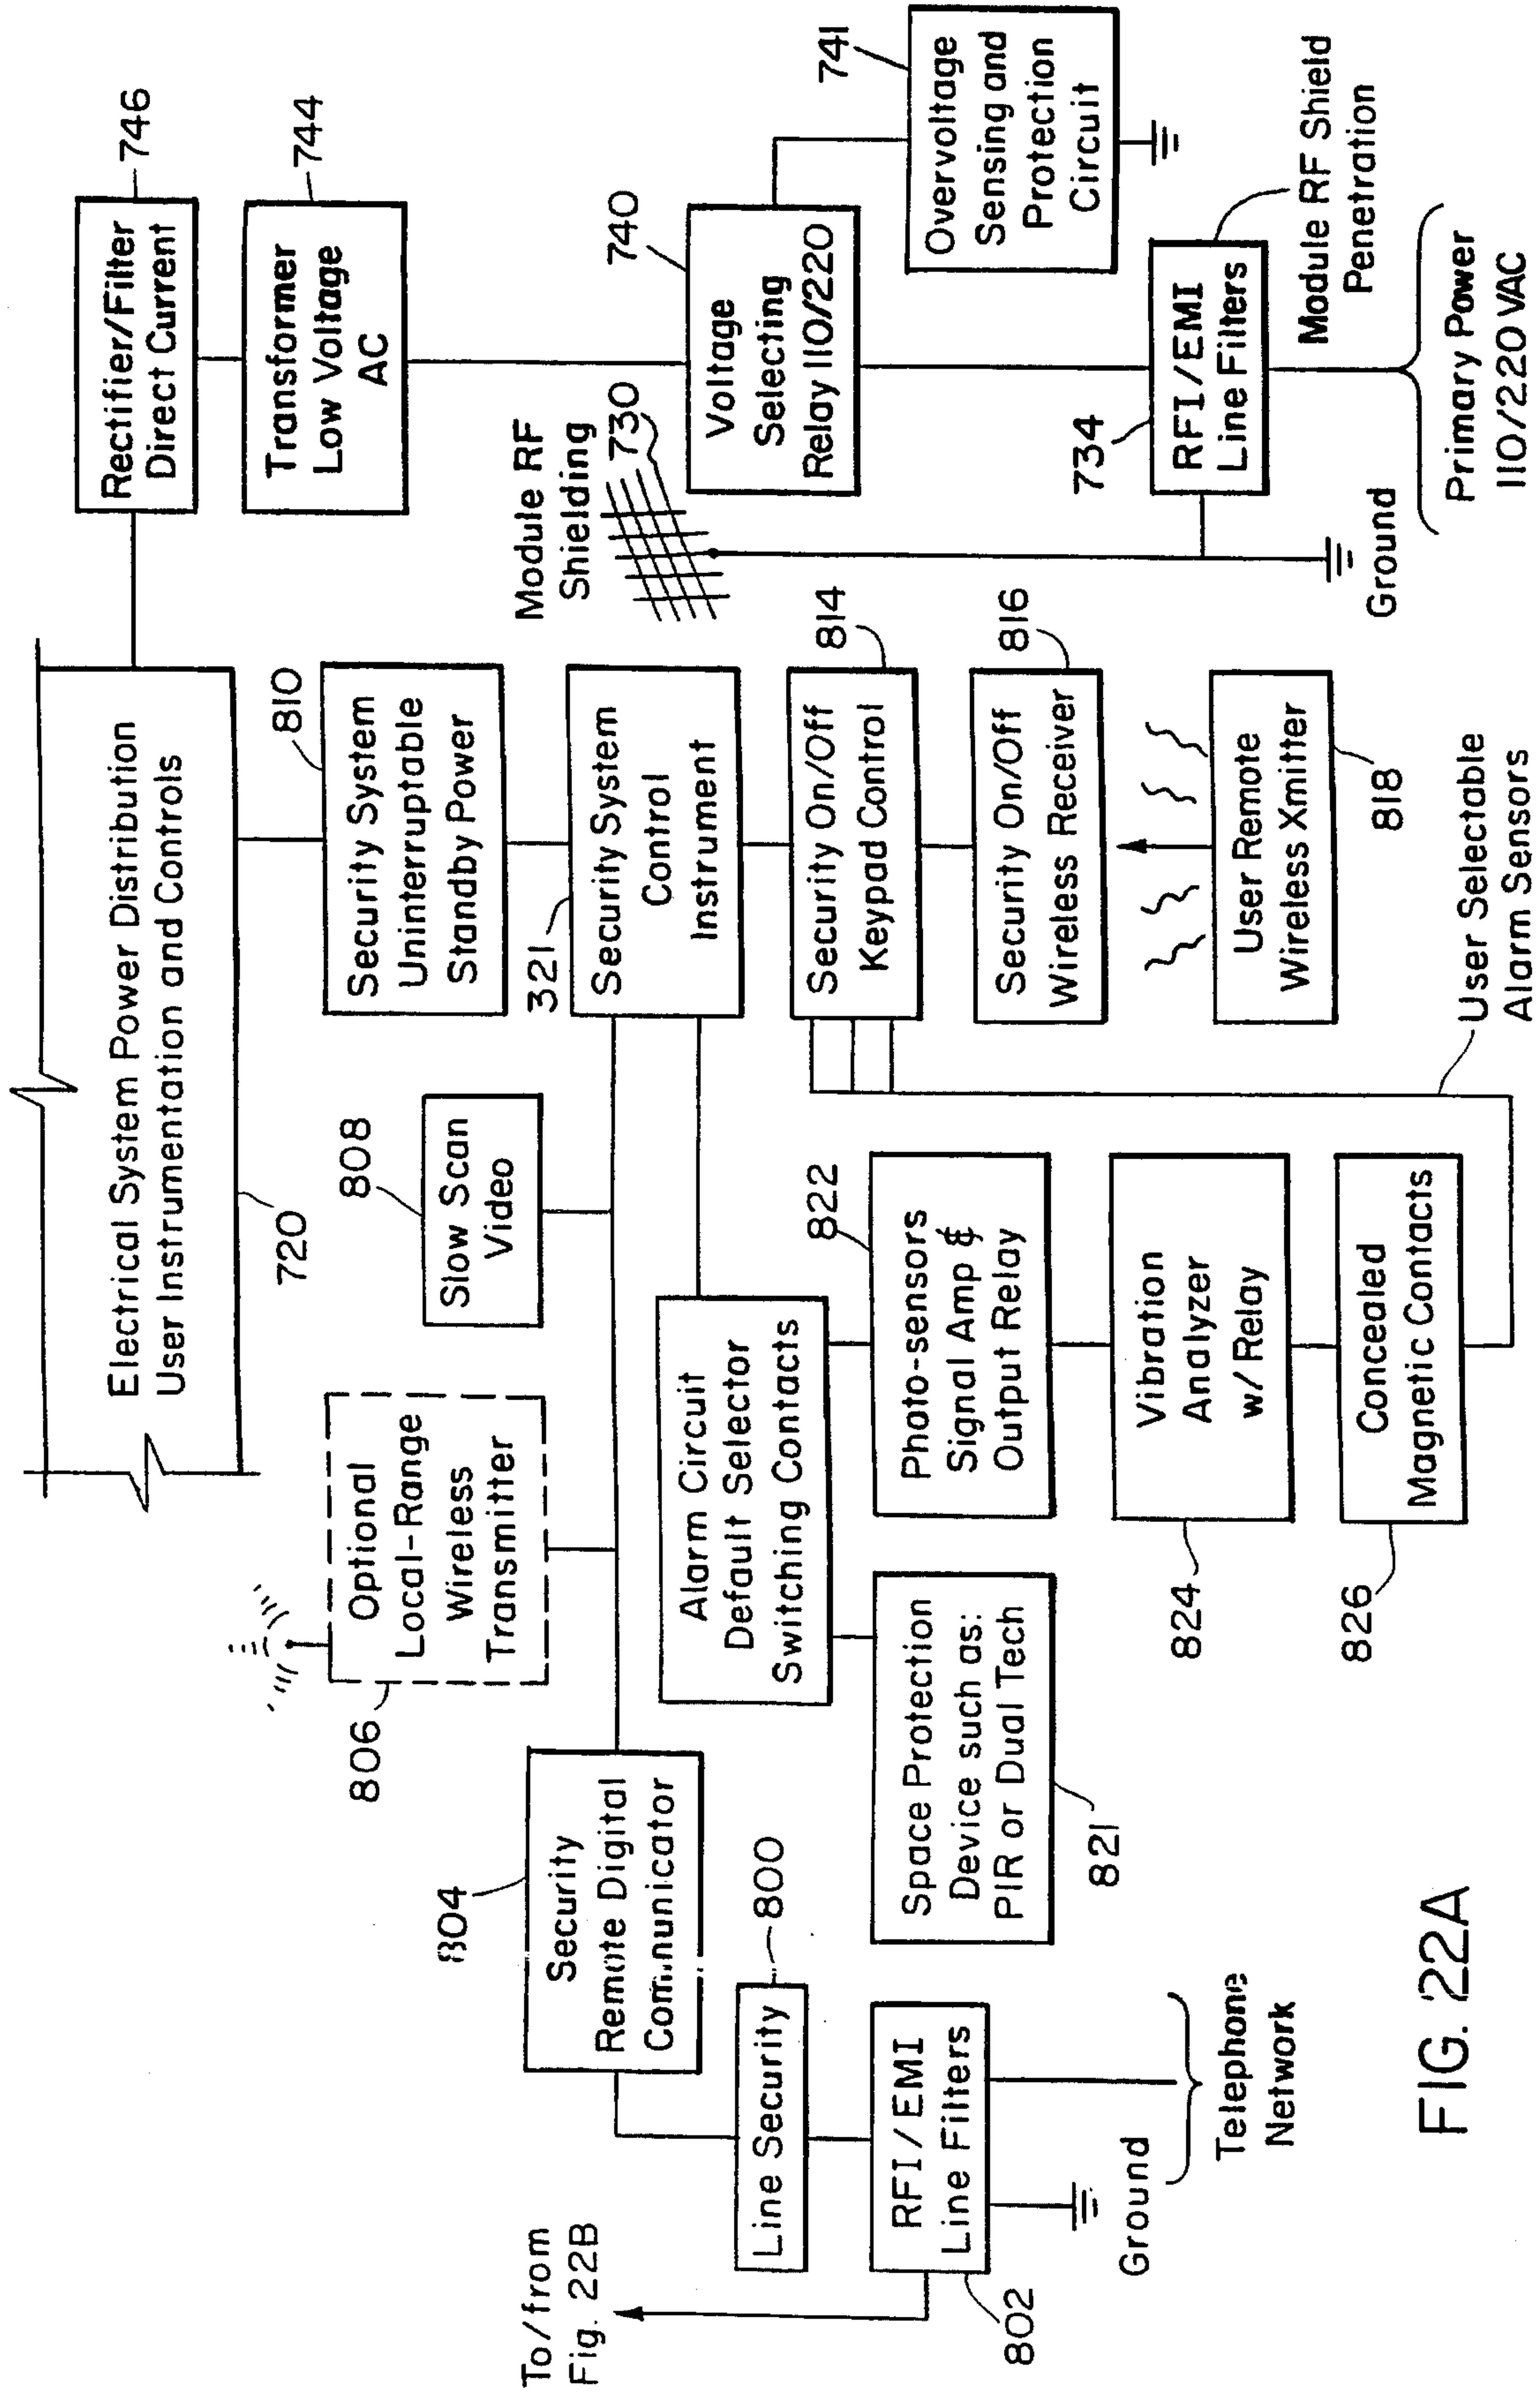 To/from
Fig. 22B
802
RFI/EMI
Line Filters
Ground
Telephone
Network
Line Security
800
804
Security
Remote Digital
Communicator
806
Optional
Local-Range
Wireless
Transmitter
808
Slow Scan
Video
720
Electrical System Power Distribution
User Instrumentation and Controls
810
Security System
Uninterruptable
Standby Power
321
Security System
Control
Instrument
814
Security On/Off
Keypad Control
816
Security On/Off
Wireless Receiver
User Remote
Wireless Xmitter
818
User Selectable
Alarm Sensors
Alarm Circuit
Default Selector
Switching Contacts
Space Protection
Device such as:
PIR or Dual Tech
821
822
Photo-sensors
Signal Amp &
Output Relay
Vibration
Analyzer
w/Relay
824
Concealed
Magnetic Contacts
826
Rectifier/Filter
Direct Current
746
Transformer
Low Voltage
AC
744
Module RF
Shielding
730
740
Voltage
Selecting
Relay 110/220
741
Overvoltage
Sensing and
Protection
Circuit
734
RFI/EMI
Line Filters
Module RF Shield
Penetration
Ground
Primary Power
110/220 VAC
FIG. 22A